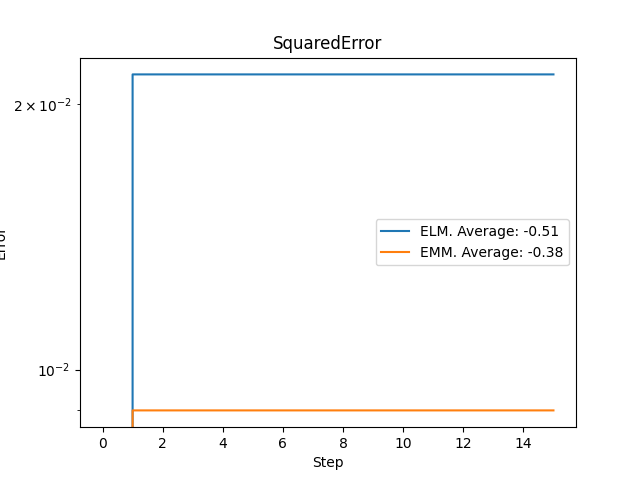 SquaredError
2 × 10⁻²
10⁻²
Error
ELM. Average: -0.51
EMM. Average: -0.38
0 2 4 6 8 10 12 14
Step